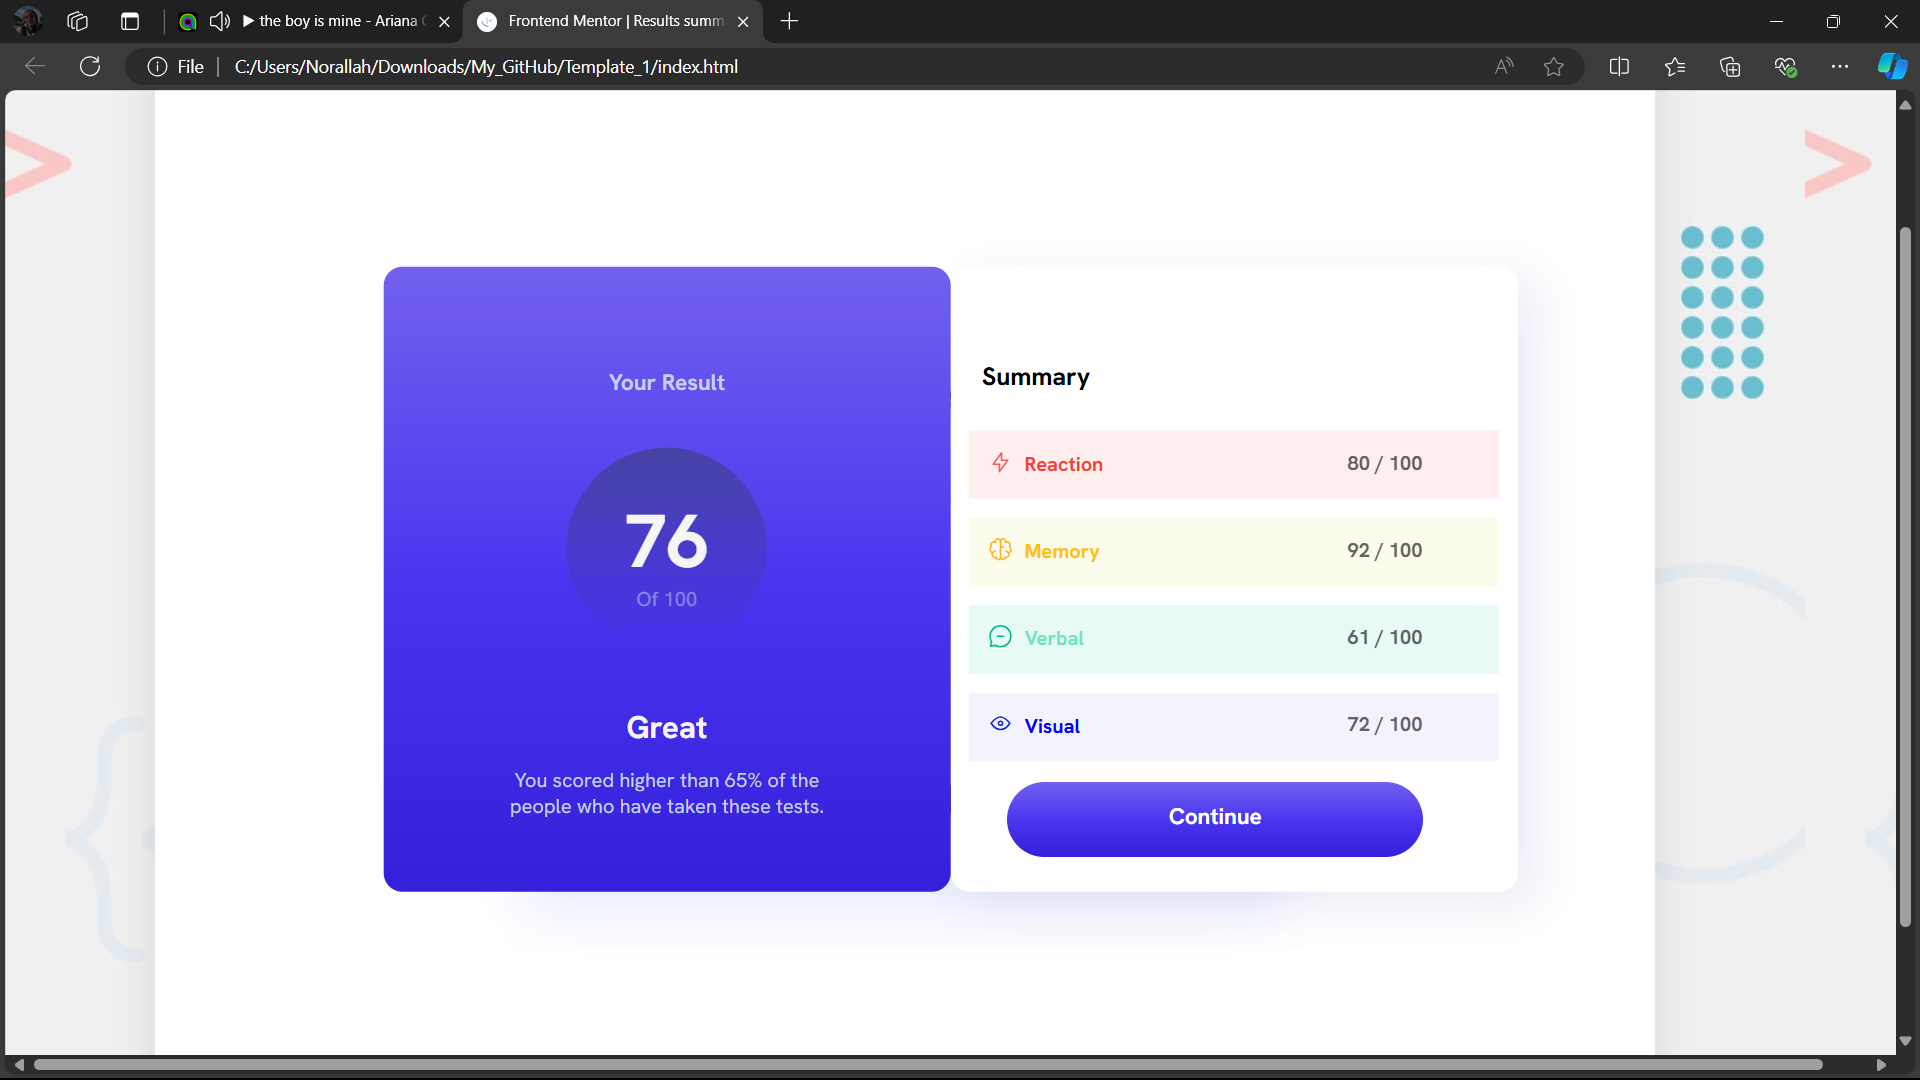 the boy is mine - Ariana
Frontend Mentor | Results summ
File
C:/Users/Norallah/Downloads/My_GitHub/Template_1/index.html
Your Result
76
Of 100
Great
You scored higher than 65% of the
people who have taken these tests.
Summary
Reaction 80 / 100
Memory 92 / 100
Verbal 61 / 100
Visual 72 / 100
Continue